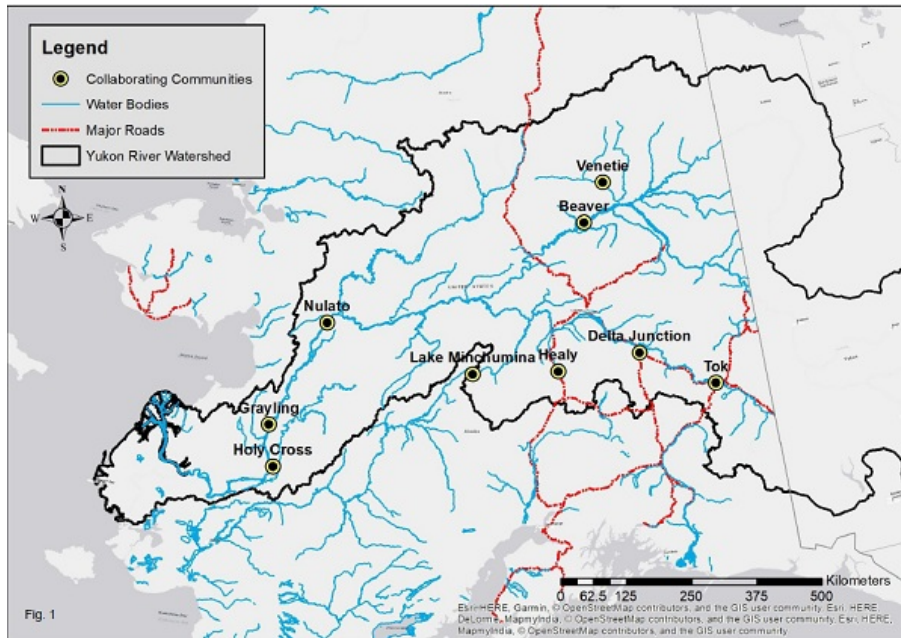 Legend
Collaborating Communities
Water Bodies
Major Roads
Yukon River Watershed
N
W E
S
Venetie
Beaver
UNITED STATES
Nulato
Delta Junction
Lake Minchumina
Healy
Tok
Grayling
Holy Cross
Kilometers
0 62.5 125 250 375 500
Fig. 1
Esri, HERE, Garmin, © OpenStreetMap contributors, and the GIS user community, Esri, HERE,
DeLorme, MapmyIndia, © OpenStreetMap contributors, and the GIS user community, Esri, HERE,
MapmyIndia, © OpenStreetMap contributors, and the GIS user community